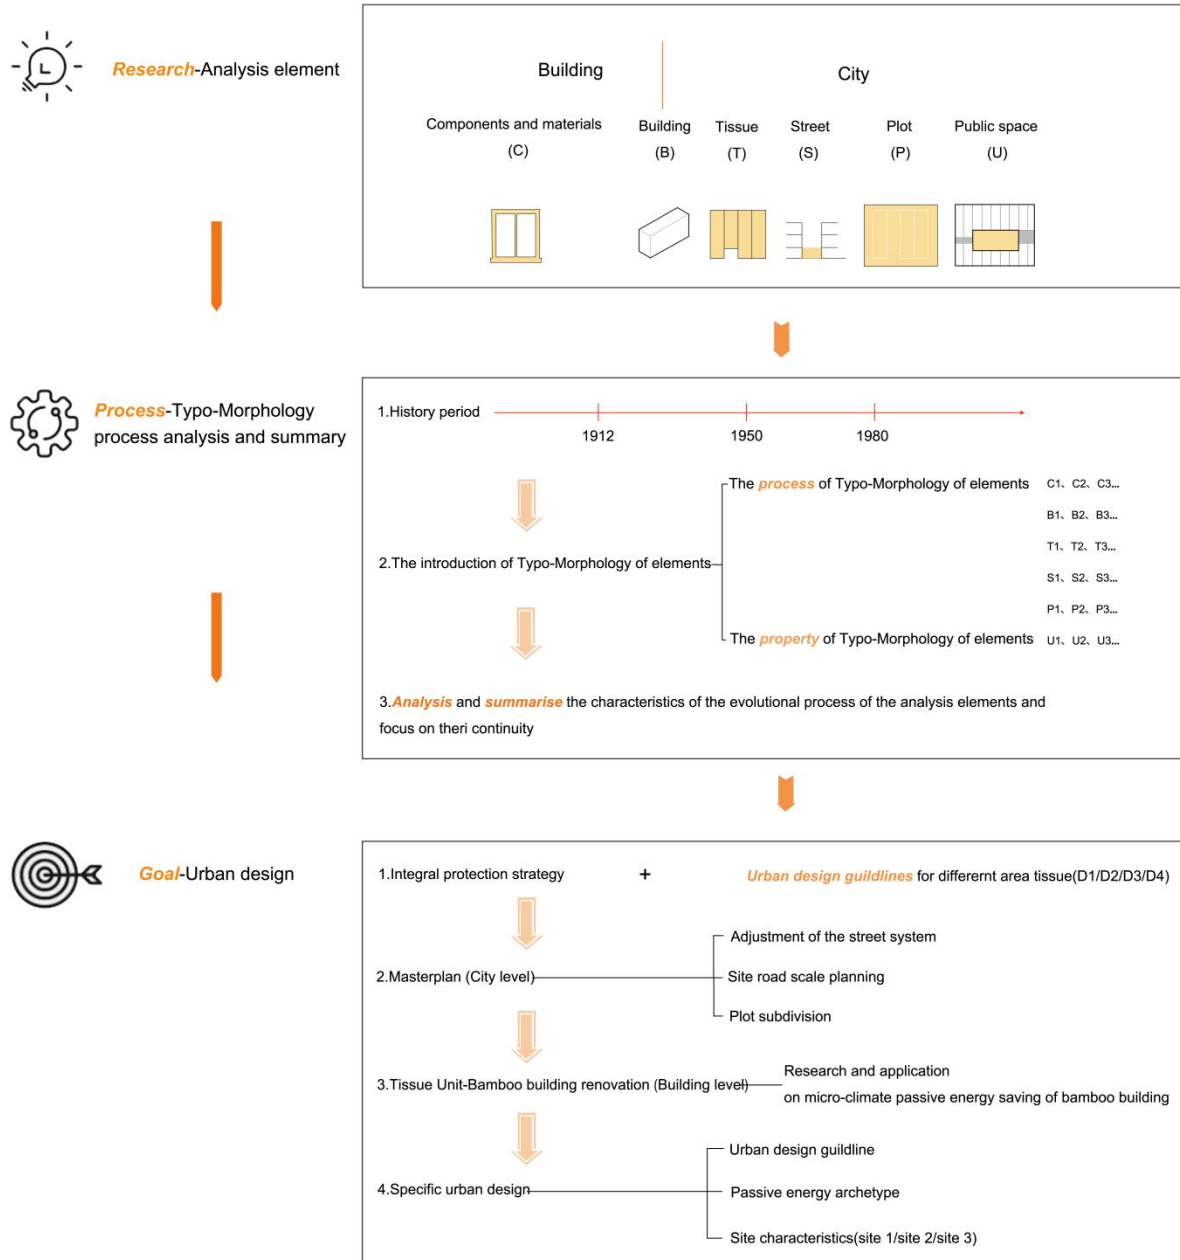 Research-Analysis element
Building
City
Components and materials
(C)
Building
(B)
Tissue
(T)
Street
(S)
Plot
(P)
Public space
(U)
Process-Typo-Morphology
process analysis and summary
1.History period
1912
1950
1980
The process of Typo-Morphology of elements
C1、C2、C3...
B1、B2、B3...
2.The introduction of Typo-Morphology of elements
T1、T2、T3...
S1、S2、S3...
P1、P2、P3...
The property of Typo-Morphology of elements
U1、U2、U3...
3.Analysis and summarise the characteristics of the evolutional process of the analysis elements and
focus on theri continuity
Goal-Urban design
1.Integral protection strategy + Urban design guildlines for differernt area tissue(D1/D2/D3/D4)
Adjustment of the street system
2.Masterplan (City level)
Site road scale planning
Plot subdivision
3.Tissue Unit-Bamboo building renovation (Building level)
Research and application
on micro-climate passive energy saving of bamboo building
Urban design guildline
4.Specific urban design
Passive energy archetype
Site characteristics(site 1/site 2/site 3)